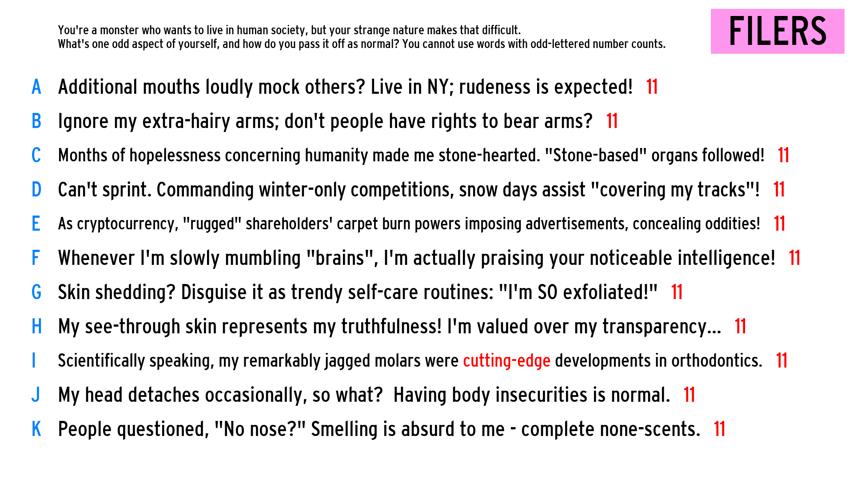 You're a monster who wants to live in human society, but your strange nature makes that difficult.
What's one odd aspect of yourself, and how do you pass it off as normal? You cannot use words with odd-lettered number counts.
FILERS
A Additional mouths loudly mock others? Live in NY; rudeness is expected! 11
B Ignore my extra-hairy arms; don't people have rights to bear arms? 11
C Months of hopelessness concerning humanity made me stone-hearted. "Stone-based" organs followed! 11
D Can't sprint. Commanding winter-only competitions, snow days assist "covering my tracks"! 11
E As cryptocurrency, "rugged" shareholders' carpet burn powers imposing advertisements, concealing oddities! 11
F Whenever I'm slowly mumbling "brains", I'm actually praising your noticeable intelligence! 11
G Skin shedding? Disguise it as trendy self-care routines: "I'm SO exfoliated!" 11
H My see-through skin represents my truthfulness! I'm valued over my transparency... 11
I Scientifically speaking, my remarkably jagged molars were cutting-edge developments in orthodontics. 11
J My head detaches occasionally, so what? Having body insecurities is normal. 11
K People questioned, "No nose?" Smelling is absurd to me - complete none-scents. 11